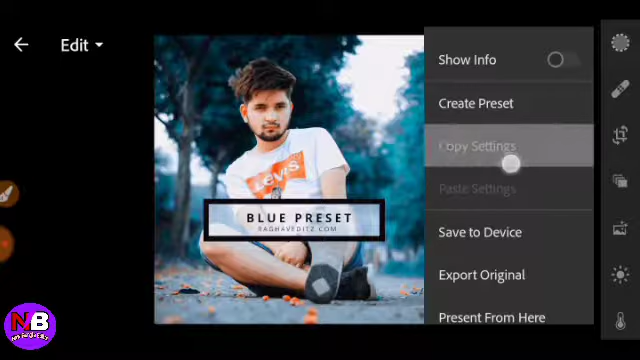 Edit
Show Info
Create Preset
Copy Settings
Paste Settings
Save to Device
Export Original
Present From Here
Levi's
BLUE PRESET
RAGHAVEDITZ.COM
NB